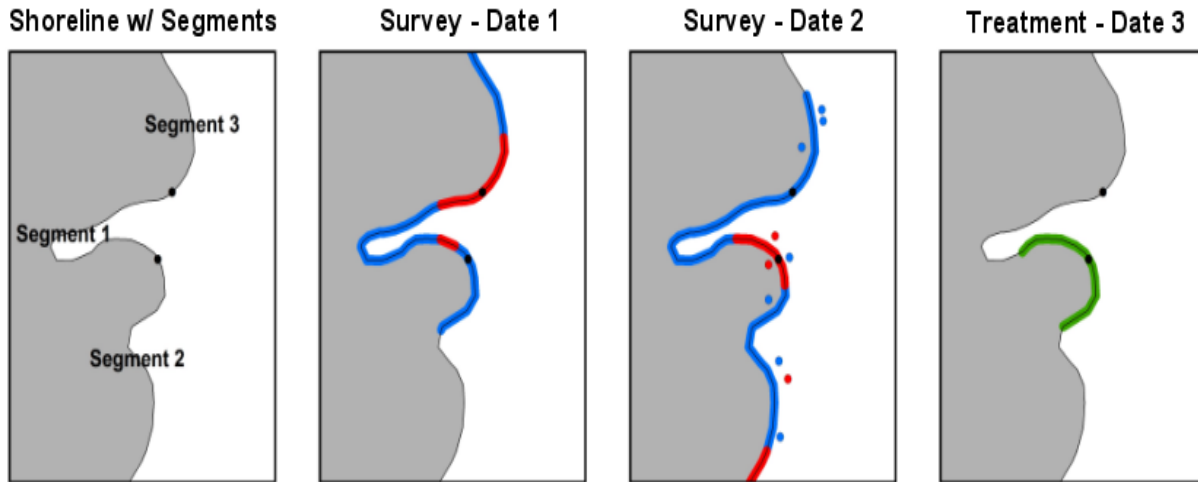 Shoreline w/ Segments
Survey - Date 1
Survey - Date 2
Treatment - Date 3
Segment 3
Segment 1
Segment 2